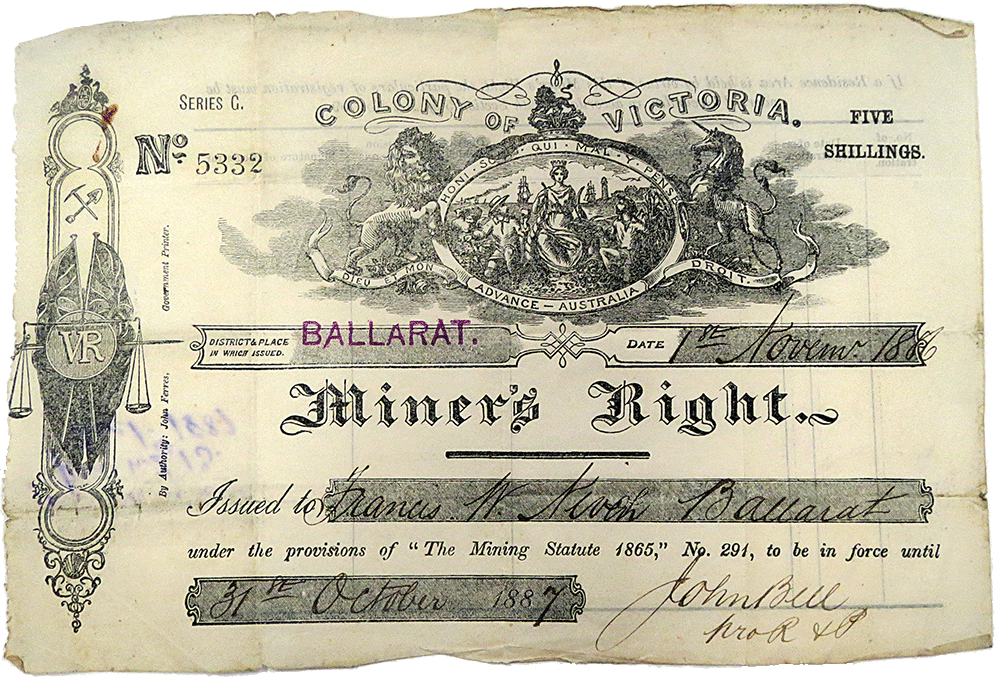 SERIES C.
No. 5332
COLONY OF VICTORIA.
FIVE
SHILLINGS.
HONI · SOIT · QUI · MAL · Y · PENSE
DIEU ET MON DROIT.
ADVANCE — AUSTRALIA
DISTRICT & PLACE
IN WHICH ISSUED.
BALLARAT.
DATE 1st Novemr. 1886
VR
By Authority: John Ferres, Government Printer.
Miner's Right.
Issued to Francis W. Ballarat
under the provisions of "The Mining Statute 1865," No. 291, to be in force until
31st October 1887
John Bell
pro R & P